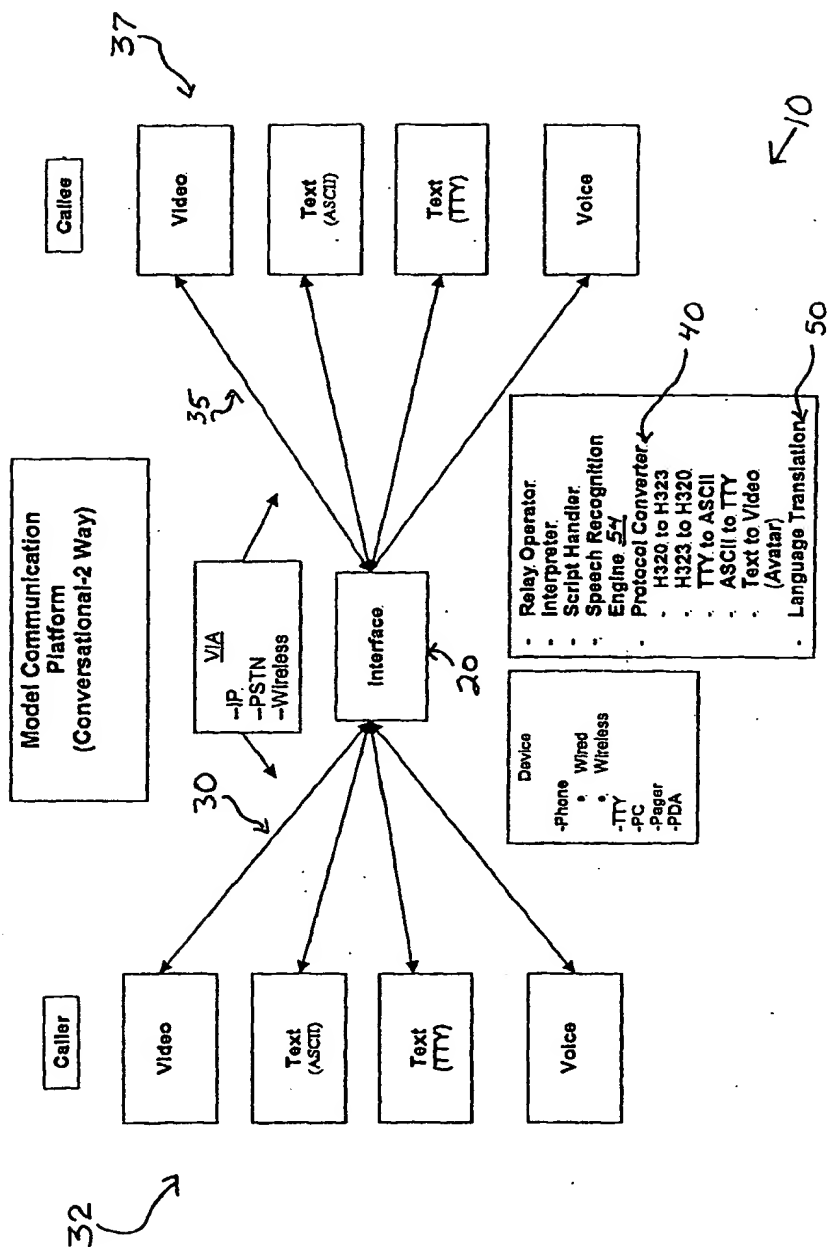 Model Communication
Platform
(Conversational-2 Way)
Caller
Callee
VIA
--IP
--PSTN
--Wireless
32
30
35
37
Video
Text
(ASCII)
Text
(TTY)
Voice
Interface
20
Video
Text
(ASCII)
Text
(TTY)
Voice
Device
-Phone
• Wired
• Wireless
-TTY
-PC
-Pager
-PDA
- Relay Operator
- Interpreter
- Script Handler
- Speech Recognition
Engine 54
- Protocol Converter
- H320 to H323
- H323 to H320
- TTY to ASCII
- ASCII to TTY
- Text to Video
(Avatar)
- Language Translation
40
50
10